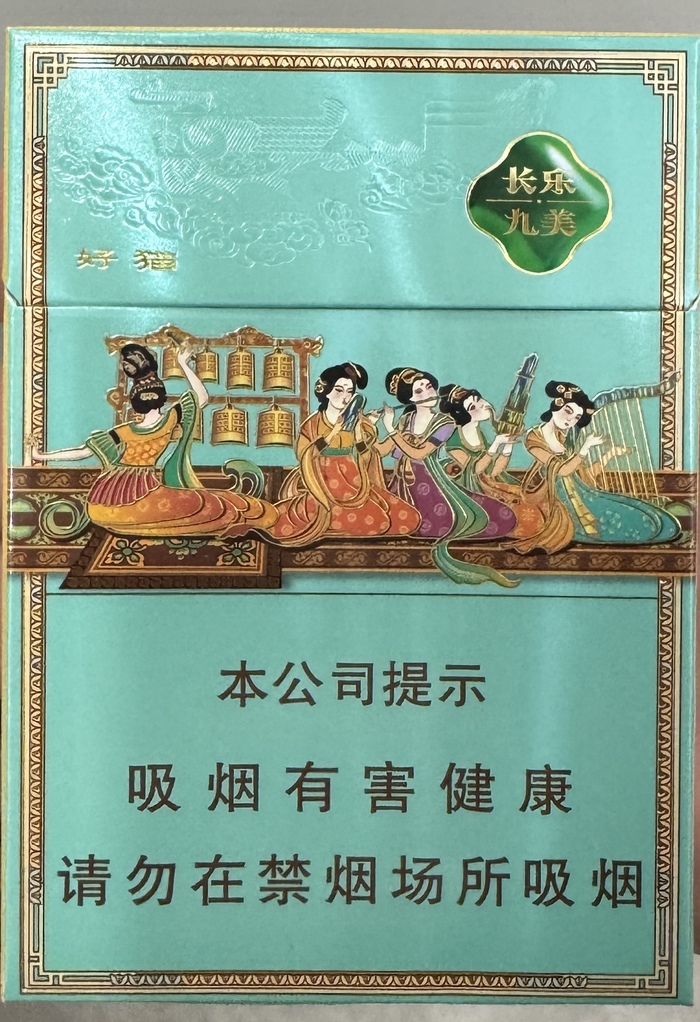 长乐
九美
好猫
本公司提示
吸烟有害健康
请勿在禁烟场所吸烟